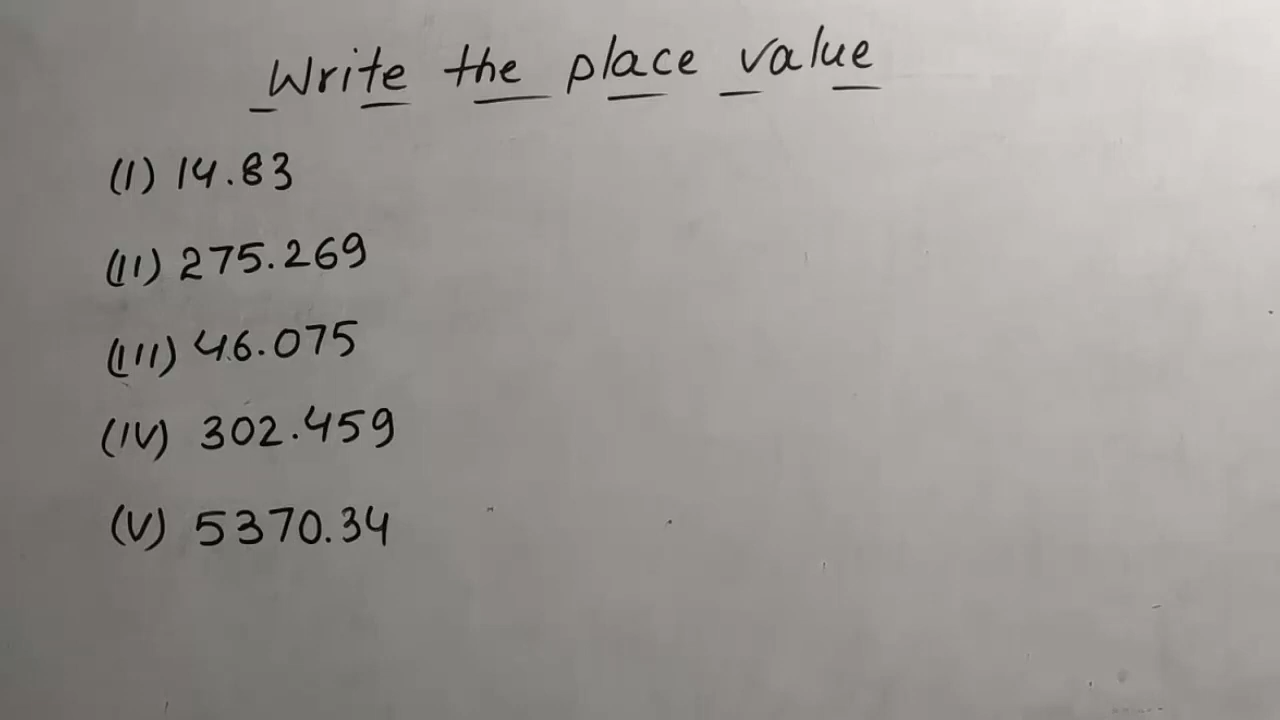 Write the place value
(I) 14.83
(II) 275.269
(III) 46.075
(IV) 302.459
(V) 5370.34